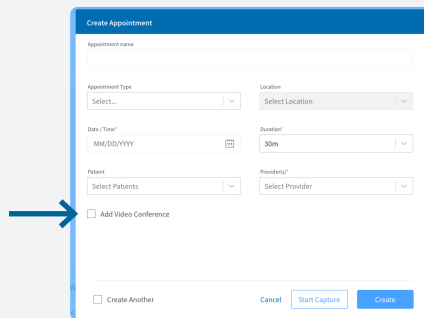 Create Appointment
Appointment name
Appointment Type
Location
Select...
Select Location
Date / Time*
Duration*
MM/DD/YYYY
30m
Patient
Provider(s)*
Select Patients
Select Provider
Add Video Conference
Create Another
Cancel
Start Capture
Create